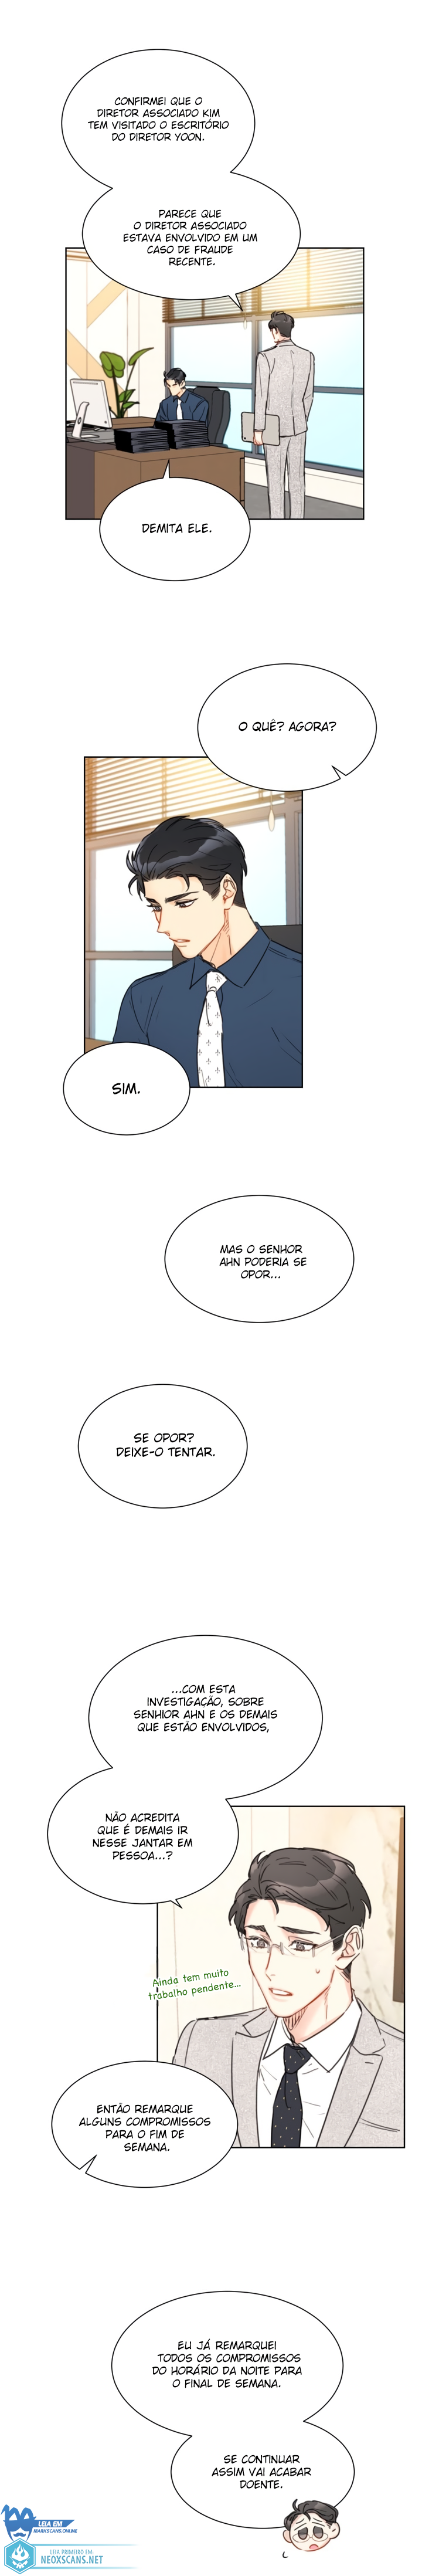 CONFIRMEI QUE O
DIRETOR ASSOCIADO KIM
TEM VISITADO O ESCRITÓRIO
DO DIRETOR YOON.
PARECE QUE
O DIRETOR ASSOCIADO
ESTAVA ENVOLVIDO EM UM
CASO DE FRAUDE
RECENTE.
DEMITA ELE.
O QUÊ? AGORA?
SIM.
MAS O SENHOR
AHN PODERIA SE
OPOR...
SE OPOR?
DEIXE-O TENTAR.
...COM ESTA
INVESTIGAÇÃO, SOBRE
SENHIOR AHN E OS DEMAIS
QUE ESTÃO ENVOLVIDOS,
NÃO ACREDITA
QUE É DEMAIS IR
NESSE JANTAR EM
PESSOA...?
Ainda tem muito
trabalho pendente...
ENTÃO REMARQUE
ALGUNS COMPROMISSOS
PARA O FIM DE
SEMANA.
EU JÁ REMARQUEI
TODOS OS COMPROMISSOS
DO HORÁRIO DA NOITE PARA
O FINAL DE SEMANA.
SE CONTINUAR
ASSIM VAI ACABAR
DOENTE.
LEIA EM
MARKSCANS.ONLINE
LEIA PRIMEIRO EM:
NEOXSCANS.NET